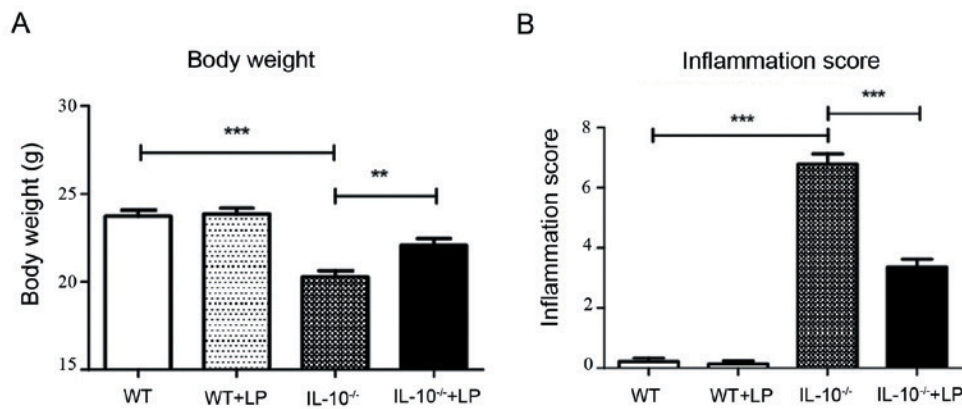 A
Body weight
Body weight (g)
30
25
20
15
***
**
WT
WT+LP
IL-10⁻/⁻
IL-10⁻/⁻+LP
B
Inflammation score
Inflammation score
8
6
4
2
0
***
***
WT
WT+LP
IL-10⁻/⁻
IL-10⁻/⁻+LP